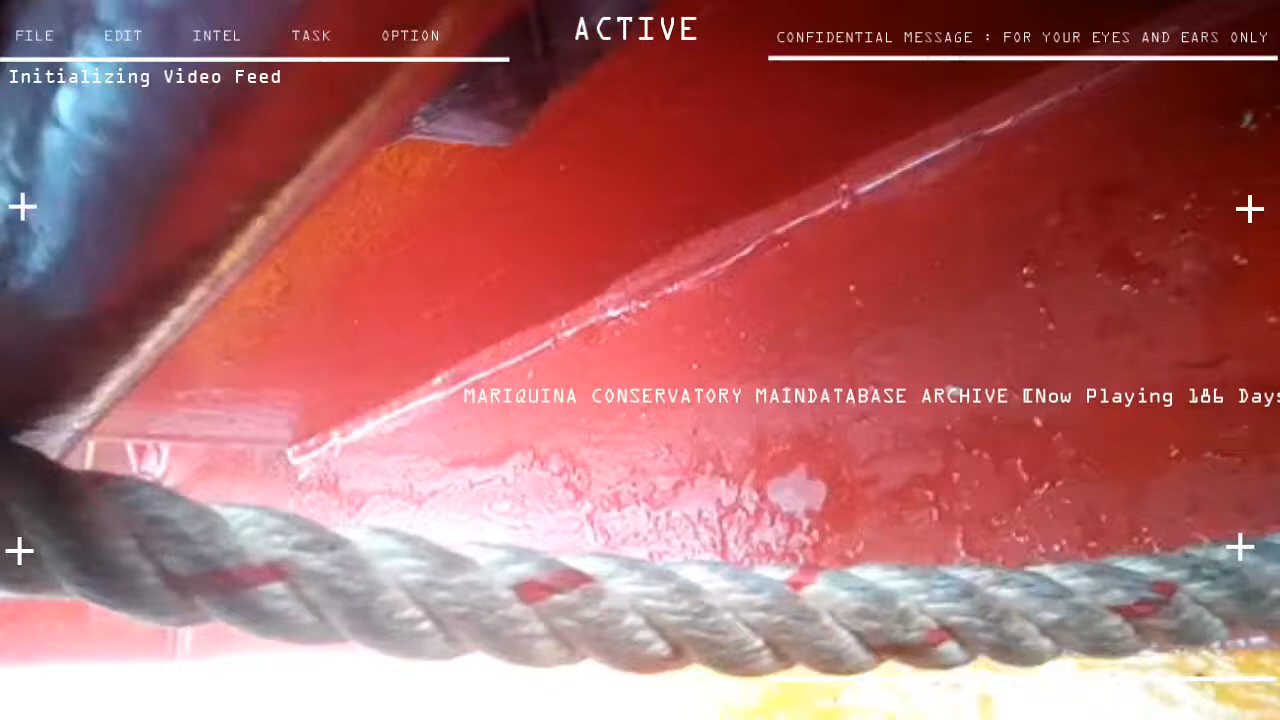 FILE EDIT INTEL TASK OPTION
ACTIVE
CONFIDENTIAL MESSAGE : FOR YOUR EYES AND EARS ONLY
Initializing Video Feed
MARIQUINA CONSERVATORY MAINDATABASE ARCHIVE [Now Playing 186 Days